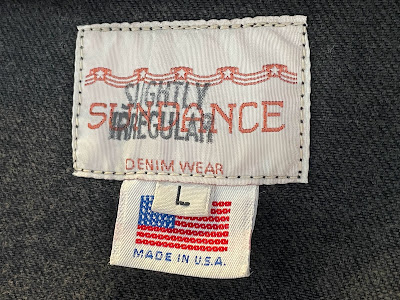 SLIGHTLY
IRREGULAR
SUNDANCE
DENIM WEAR
L
MADE IN U.S.A.